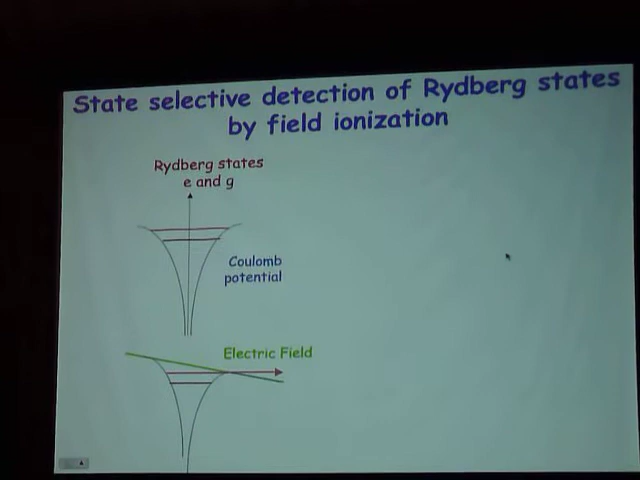 State selective detection of Rydberg states
by field ionization
Rydberg states
e and g
Coulomb
potential
Electric Field